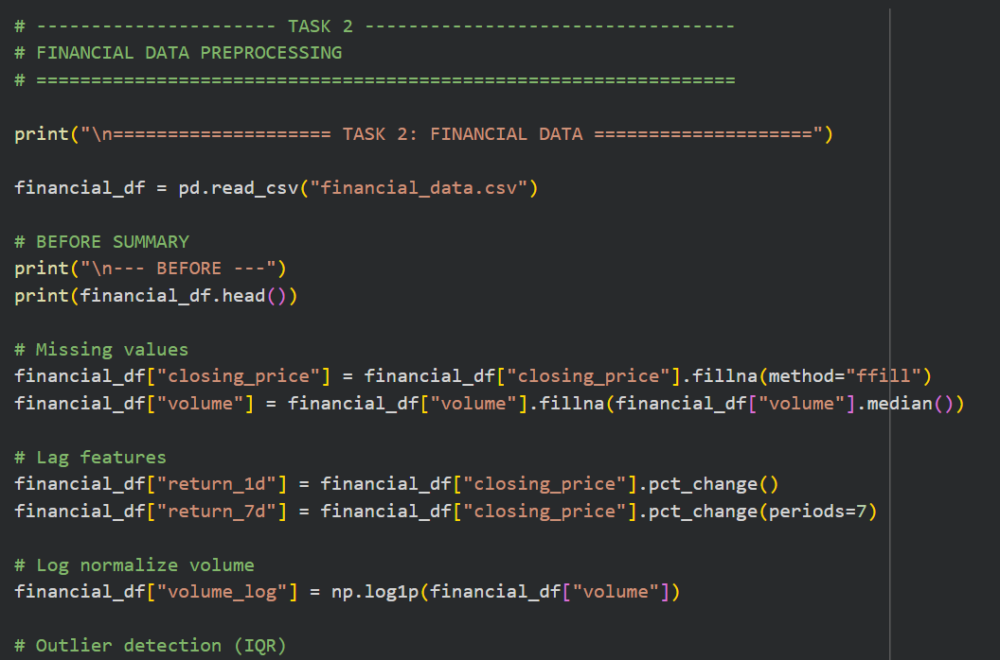 # ---------------------- TASK 2 ----------------------------------
# FINANCIAL DATA PREPROCESSING
# ================================================================
print("\n==================== TASK 2: FINANCIAL DATA ====================")
financial_df = pd.read_csv("financial_data.csv")
# BEFORE SUMMARY
print("\n--- BEFORE ---")
print(financial_df.head())
# Missing values
financial_df["closing_price"] = financial_df["closing_price"].fillna(method="ffill")
financial_df["volume"] = financial_df["volume"].fillna(financial_df["volume"].median())
# Lag features
financial_df["return_1d"] = financial_df["closing_price"].pct_change()
financial_df["return_7d"] = financial_df["closing_price"].pct_change(periods=7)
# Log normalize volume
financial_df["volume_log"] = np.log1p(financial_df["volume"])
# Outlier detection (IQR)